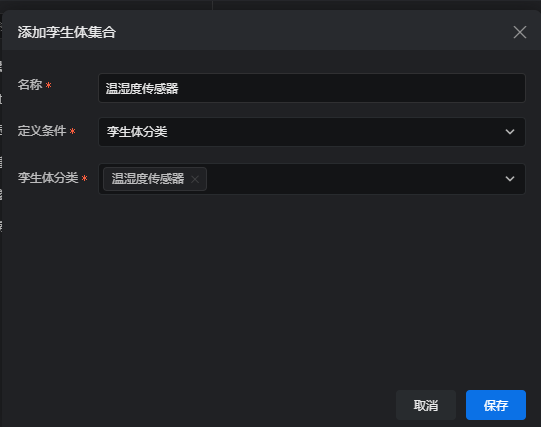 添加孪生体集合
名称 *
温湿度传感器
定义条件 *
孪生体分类
孪生体分类 *
温湿度传感器
取消
保存